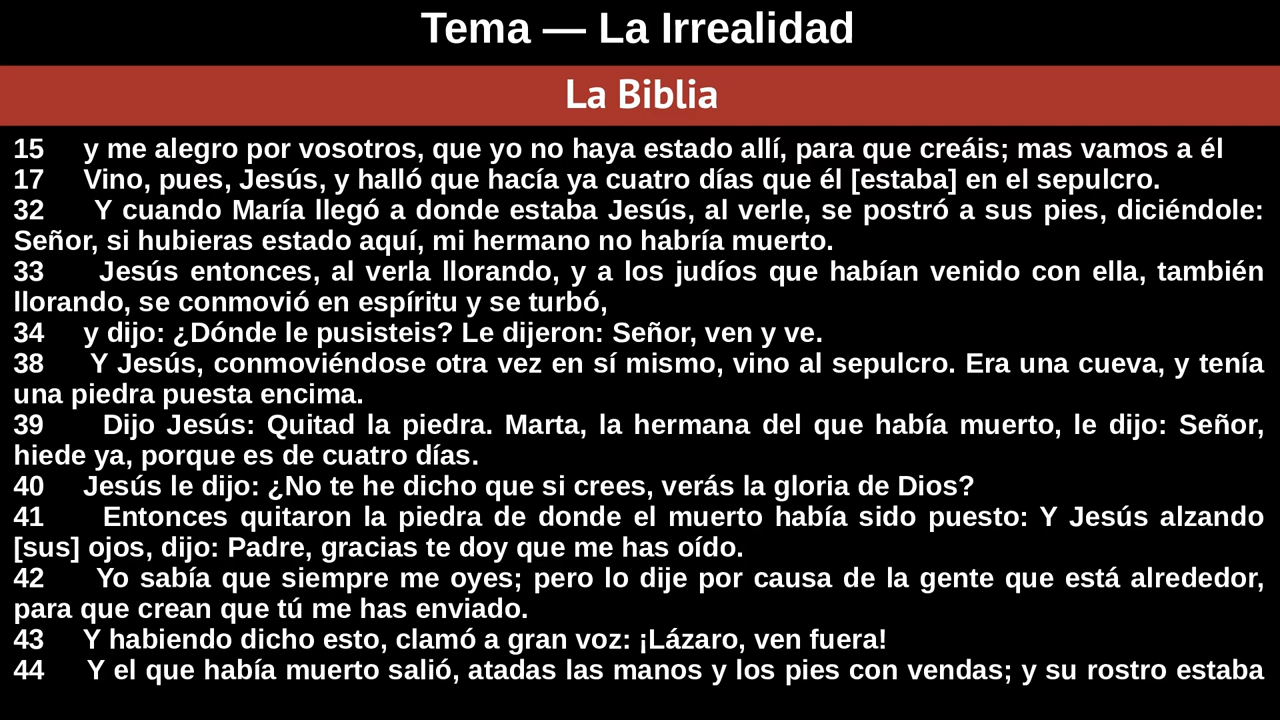 Tema — La Irrealidad
La Biblia
15 y me alegro por vosotros, que yo no haya estado allí, para que creáis; mas vamos a él
17 Vino, pues, Jesús, y halló que hacía ya cuatro días que él [estaba] en el sepulcro.
32 Y cuando María llegó a donde estaba Jesús, al verle, se postró a sus pies, diciéndole:
Señor, si hubieras estado aquí, mi hermano no habría muerto.
33 Jesús entonces, al verla llorando, y a los judíos que habían venido con ella, también
llorando, se conmovió en espíritu y se turbó,
34 y dijo: ¿Dónde le pusisteis? Le dijeron: Señor, ven y ve.
38 Y Jesús, conmoviéndose otra vez en sí mismo, vino al sepulcro. Era una cueva, y tenía
una piedra puesta encima.
39 Dijo Jesús: Quitad la piedra. Marta, la hermana del que había muerto, le dijo: Señor,
hiede ya, porque es de cuatro días.
40 Jesús le dijo: ¿No te he dicho que si crees, verás la gloria de Dios?
41 Entonces quitaron la piedra de donde el muerto había sido puesto: Y Jesús alzando
[sus] ojos, dijo: Padre, gracias te doy que me has oído.
42 Yo sabía que siempre me oyes; pero lo dije por causa de la gente que está alrededor,
para que crean que tú me has enviado.
43 Y habiendo dicho esto, clamó a gran voz: ¡Lázaro, ven fuera!
44 Y el que había muerto salió, atadas las manos y los pies con vendas; y su rostro estaba